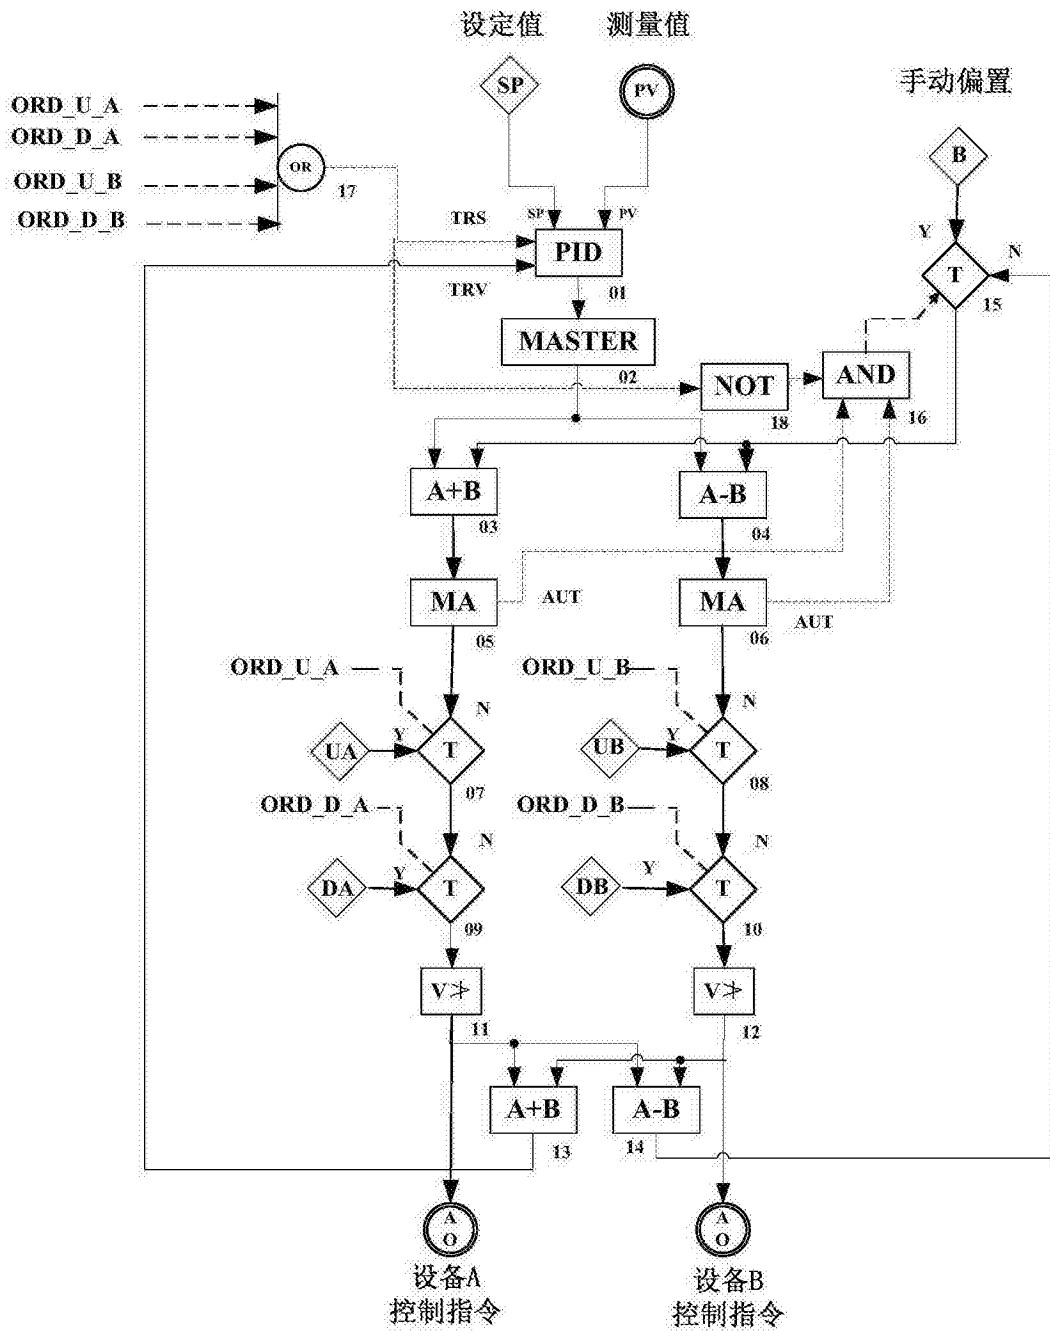 设定值
测量值
手动偏置
SP
PV
B
ORD_U_A
ORD_D_A
ORD_U_B
ORD_D_B
OR
17
TRS
TRV
SP
PV
PID
01
Y
N
T
15
MASTER
02
NOT
18
AND
16
A+B
03
A-B
04
MA
05
AUT
MA
06
AUT
ORD_U_A
N
UA
Y
T
07
ORD_U_B
N
UB
Y
T
08
ORD_D_A
N
DA
Y
T
09
ORD_D_B
N
DB
Y
T
10
V≯
11
V≯
12
A+B
13
A-B
14
A
O
A
O
设备A
控制指令
设备B
控制指令